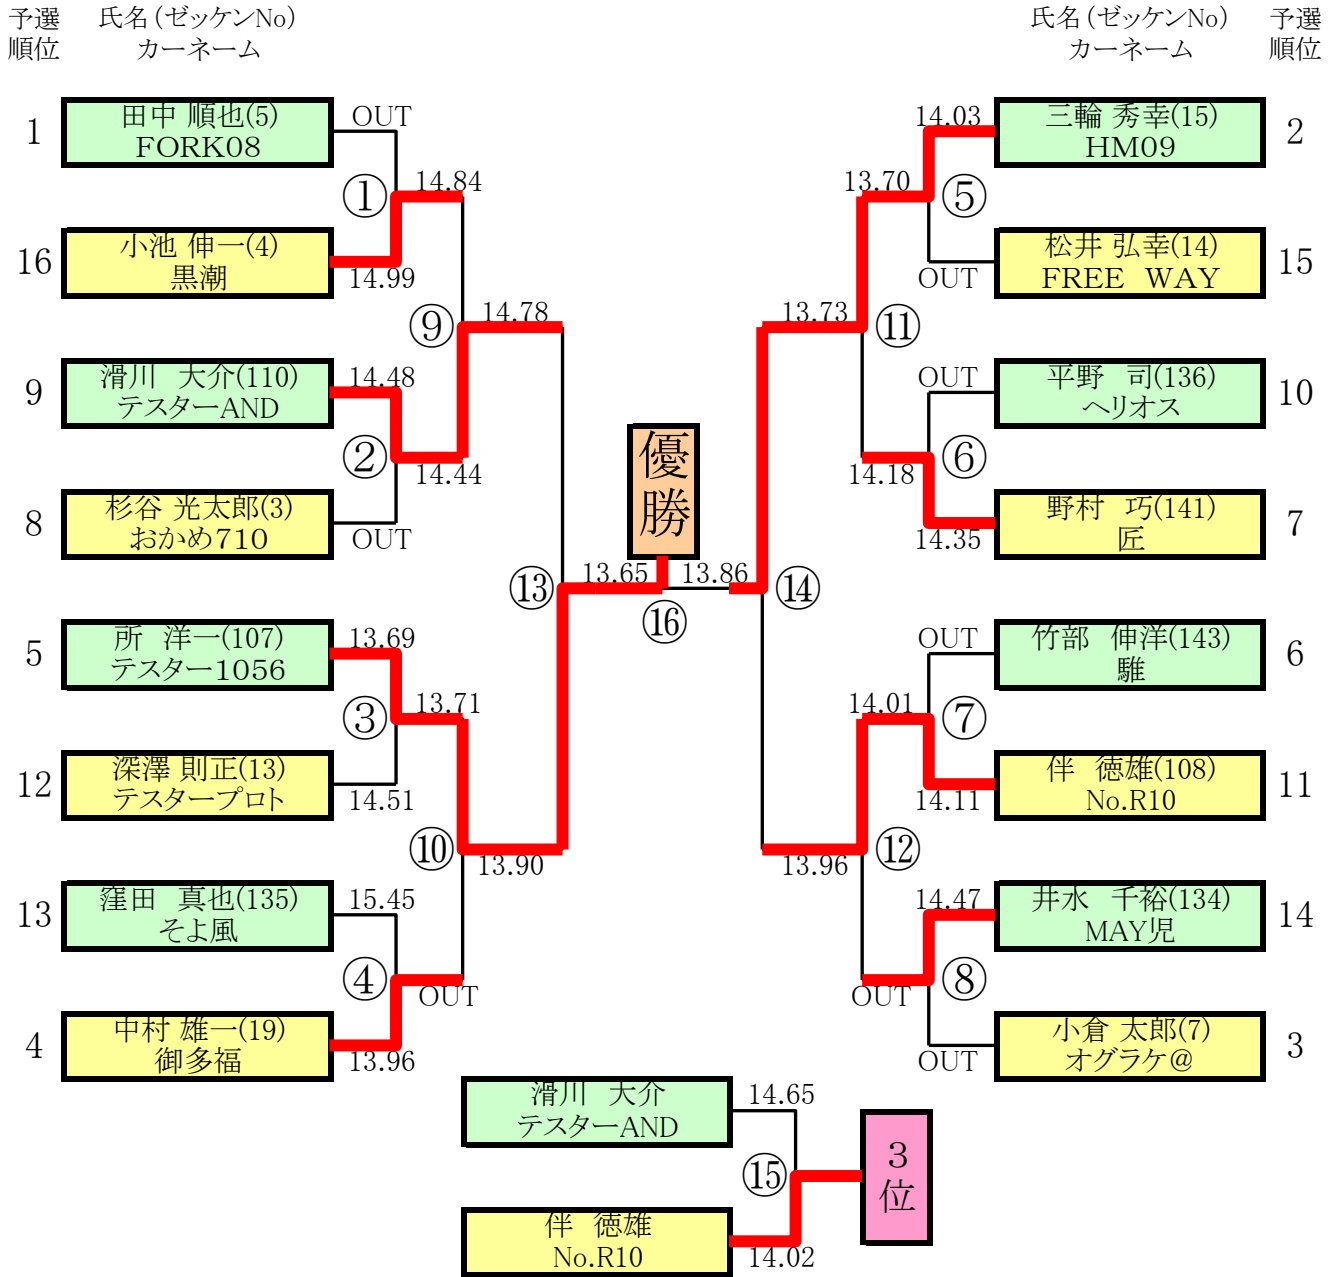 予選 氏名（ゼッケンNo） 氏名（ゼッケンNo） 予選
順位 カーネーム カーネーム 順位
1 田中 順也(5) OUT
FORK08
① 14.84
16 小池 伸一(4)
黒潮 14.99
⑨ 14.78
9 滑川 大介(110) 14.48
テスターAND
② 14.44
8 杉谷 光太郎(3)
おかめ710 OUT
⑬ 13.65
5 所 洋一(107) 13.69
テスター1056
③ 13.71
12 深澤 則正(13)
テスタープロト 14.51
⑩ 13.90
13 窪田 真也(135) 15.45
そよ風
④ OUT
4 中村 雄一(19)
御多福 13.96
優勝
⑯
14.03 三輪 秀幸(15) 2
HM09
13.70 ⑤
松井 弘幸(14) 15
OUT FREE WAY
13.73 ⑪
OUT 平野 司(136) 10
ヘリオス
14.18 ⑥
野村 巧(141) 7
14.35 匠
13.86 ⑭
OUT 竹部 伸洋(143) 6
騅
14.01 ⑦
伴 徳雄(108) 11
14.11 No.R10
13.96 ⑫
14.47 井水 千裕(134) 14
MAY児
OUT ⑧
小倉 太郎(7) 3
OUT オグラケ@
滑川 大介 14.65
テスターAND
⑮ 3位
伴 徳雄
No.R10 14.02